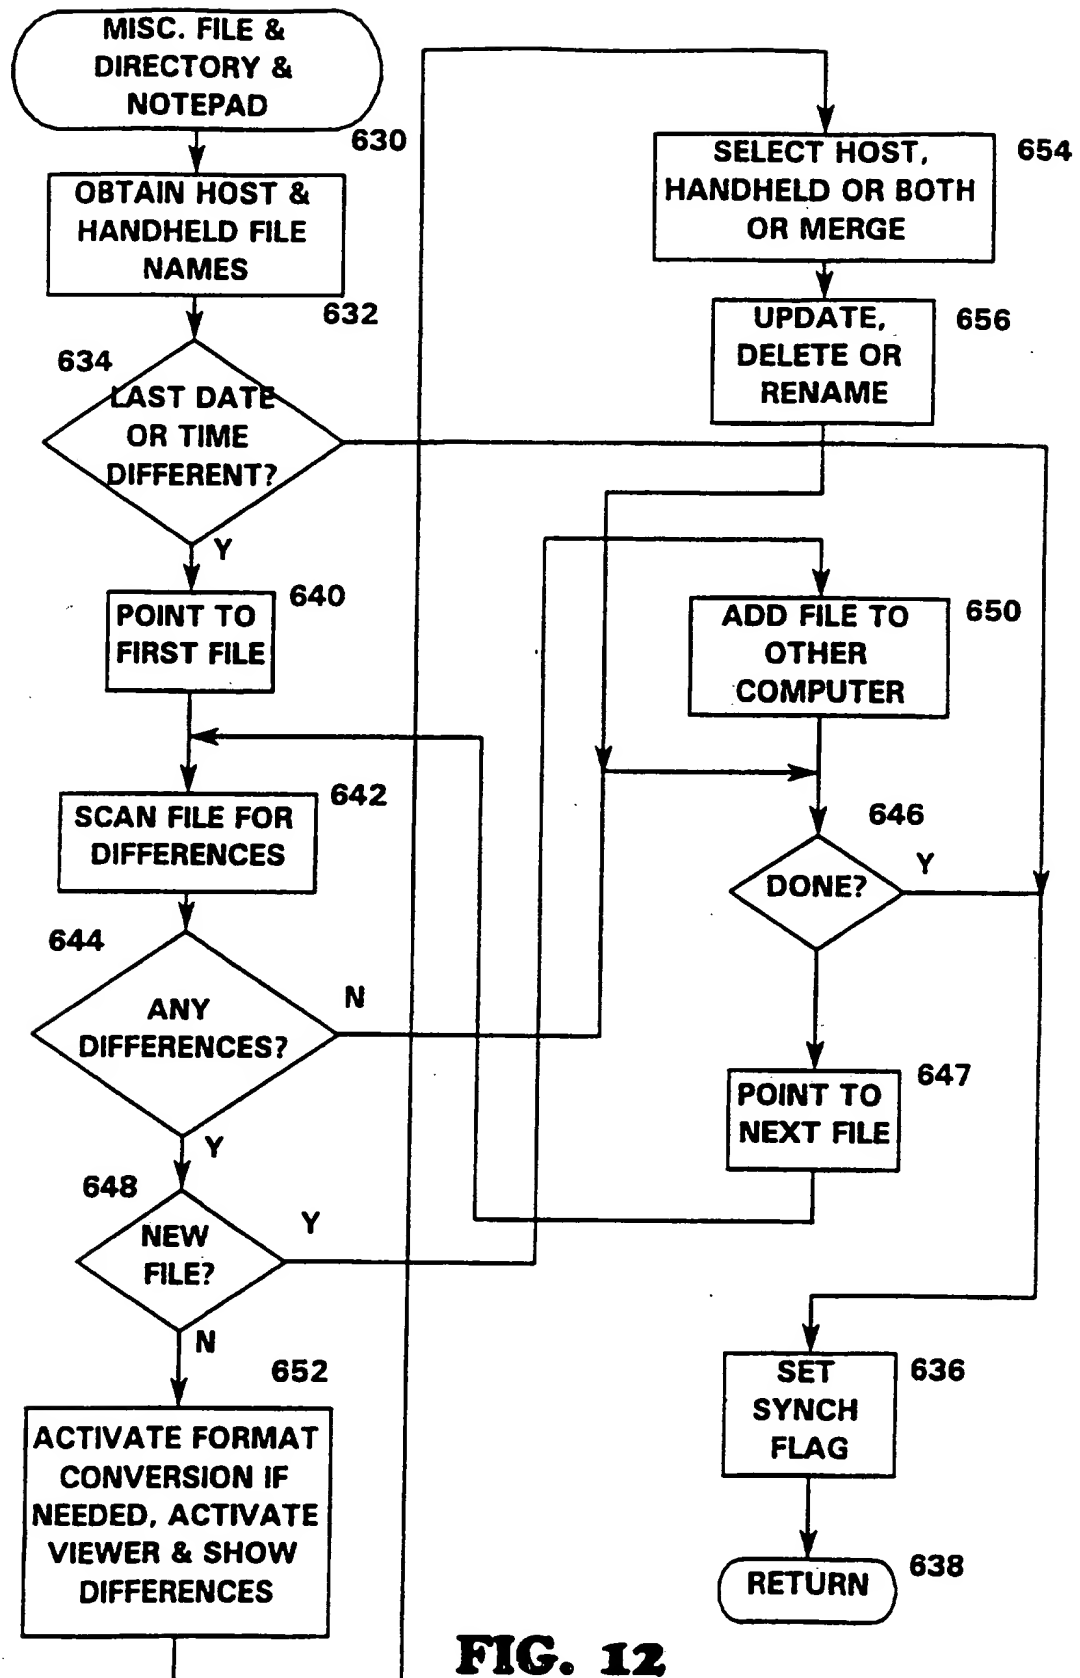 MISC. FILE &
DIRECTORY &
NOTEPAD
630
OBTAIN HOST &
HANDHELD FILE
NAMES
632
634
LAST DATE
OR TIME
DIFFERENT?
Y
640
POINT TO
FIRST FILE
642
SCAN FILE FOR
DIFFERENCES
644
ANY
DIFFERENCES?
N
Y
648
NEW
FILE?
Y
N
652
ACTIVATE FORMAT
CONVERSION IF
NEEDED, ACTIVATE
VIEWER & SHOW
DIFFERENCES
654
SELECT HOST,
HANDHELD OR BOTH
OR MERGE
656
UPDATE,
DELETE OR
RENAME
650
ADD FILE TO
OTHER
COMPUTER
646
DONE?
Y
647
POINT TO
NEXT FILE
636
SET
SYNCH
FLAG
638
RETURN
FIG. 12